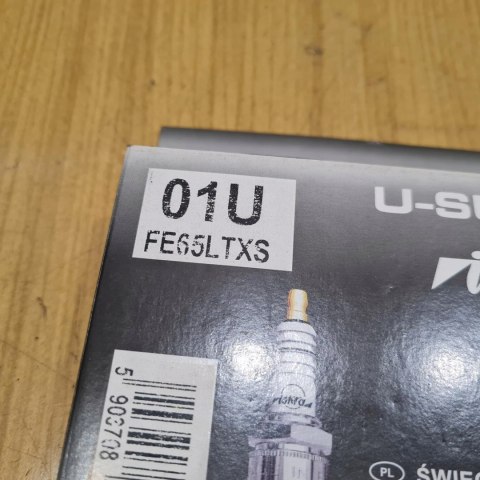 01U
FE65LTXS
U-SU
iskra
5 903708
PL ŚWIEC